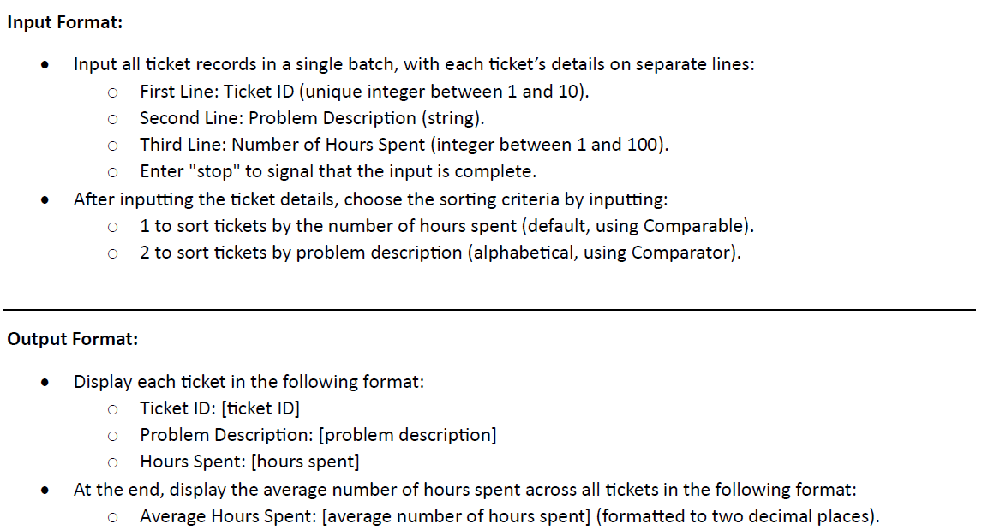 Input Format:
• Input all ticket records in a single batch, with each ticket’s details on separate lines:
○ First Line: Ticket ID (unique integer between 1 and 10).
○ Second Line: Problem Description (string).
○ Third Line: Number of Hours Spent (integer between 1 and 100).
○ Enter "stop" to signal that the input is complete.
• After inputting the ticket details, choose the sorting criteria by inputting:
○ 1 to sort tickets by the number of hours spent (default, using Comparable).
○ 2 to sort tickets by problem description (alphabetical, using Comparator).
Output Format:
• Display each ticket in the following format:
○ Ticket ID: [ticket ID]
○ Problem Description: [problem description]
○ Hours Spent: [hours spent]
• At the end, display the average number of hours spent across all tickets in the following format:
○ Average Hours Spent: [average number of hours spent] (formatted to two decimal places).